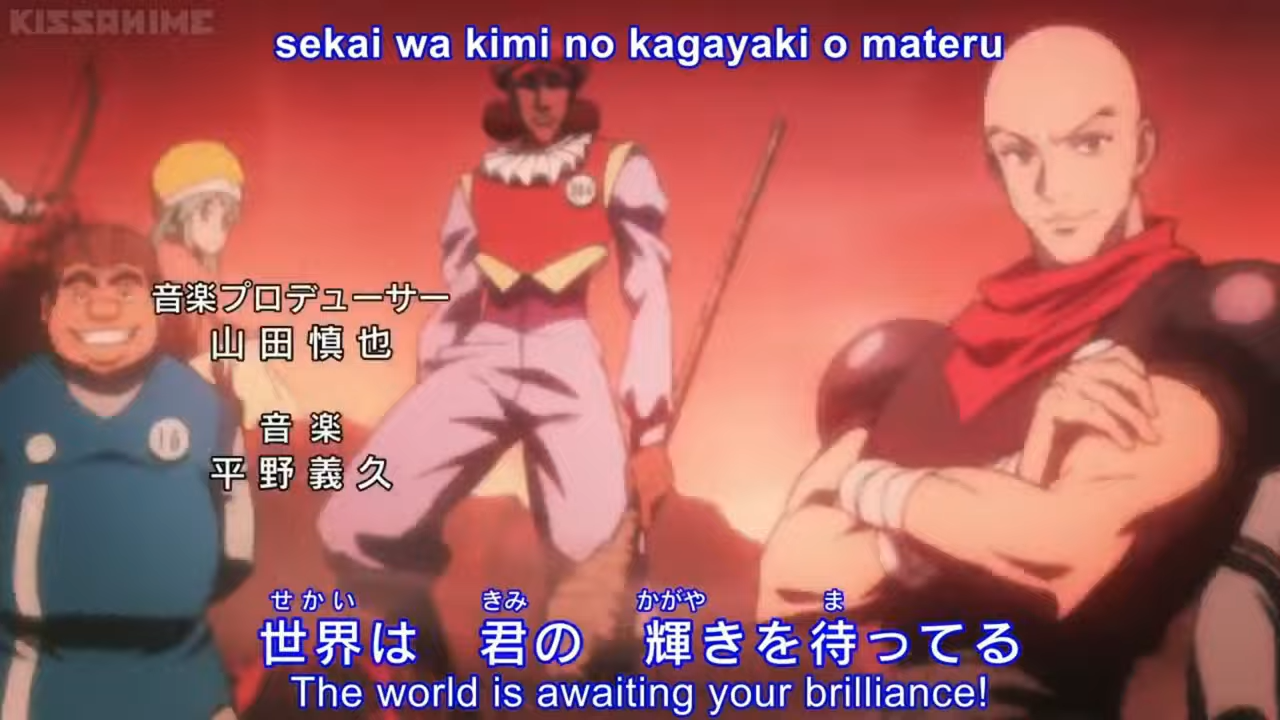 KISSANIME
sekai wa kimi no kagayaki o materu
音楽プロデューサー
山田慎也
音楽
平野義久
16
せかい きみ かがや ま
世界は 君の 輝きを待ってる
The world is awaiting your brilliance!